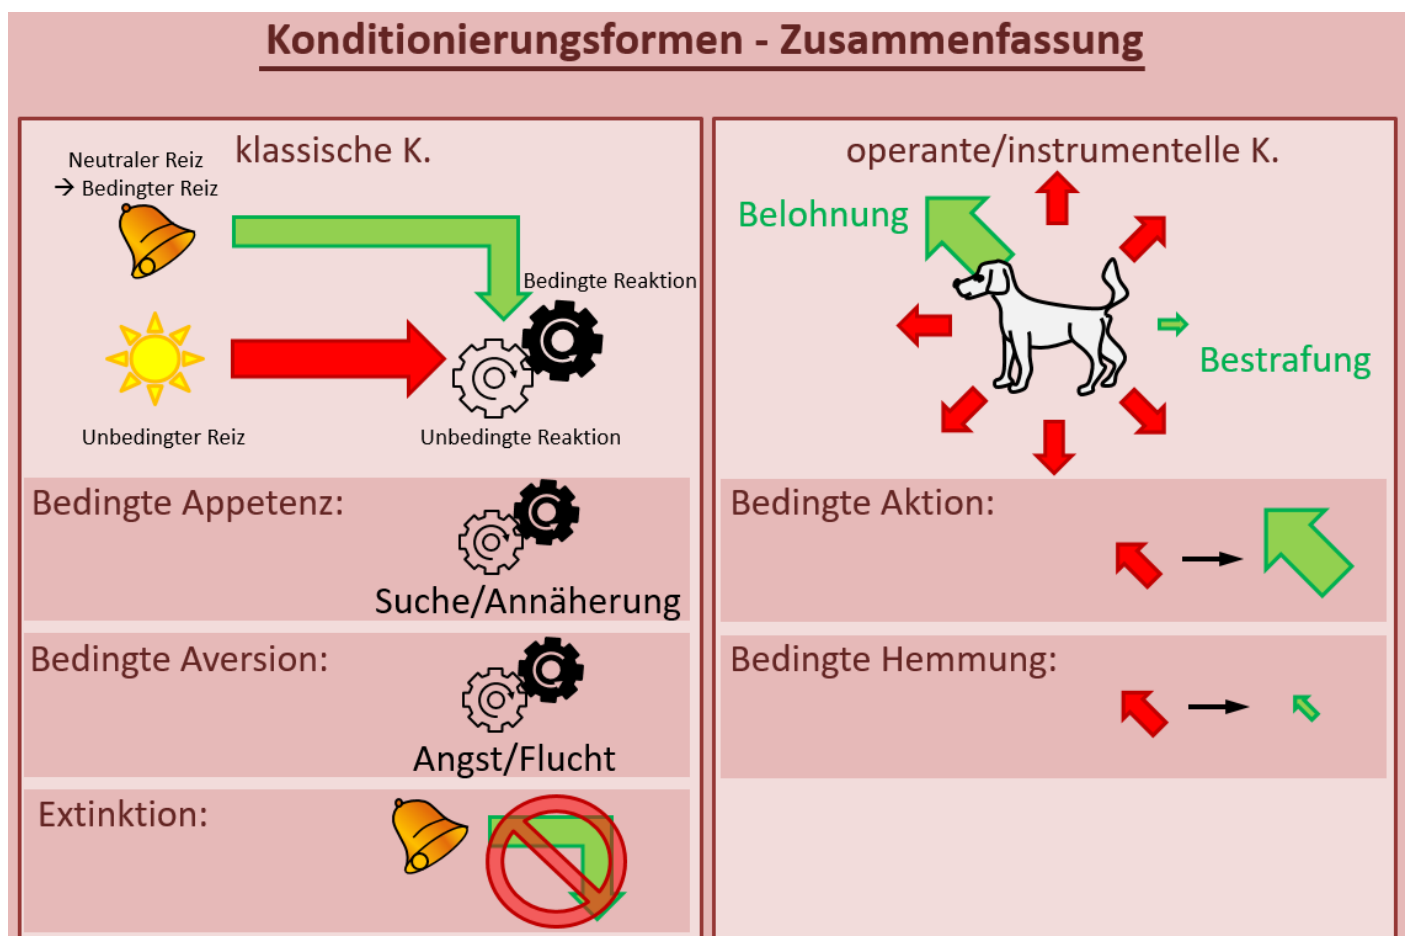 Konditionierungsformen - Zusammenfassung
klassische K.
Neutraler Reiz
→ Bedingter Reiz
Bedingte Reaktion
Unbedingter Reiz
Unbedingte Reaktion
Bedingte Appetenz:
Suche/Annäherung
Bedingte Aversion:
Angst/Flucht
Extinktion:
operante/instrumentelle K.
Belohnung
Bestrafung
Bedingte Aktion:
Bedingte Hemmung: